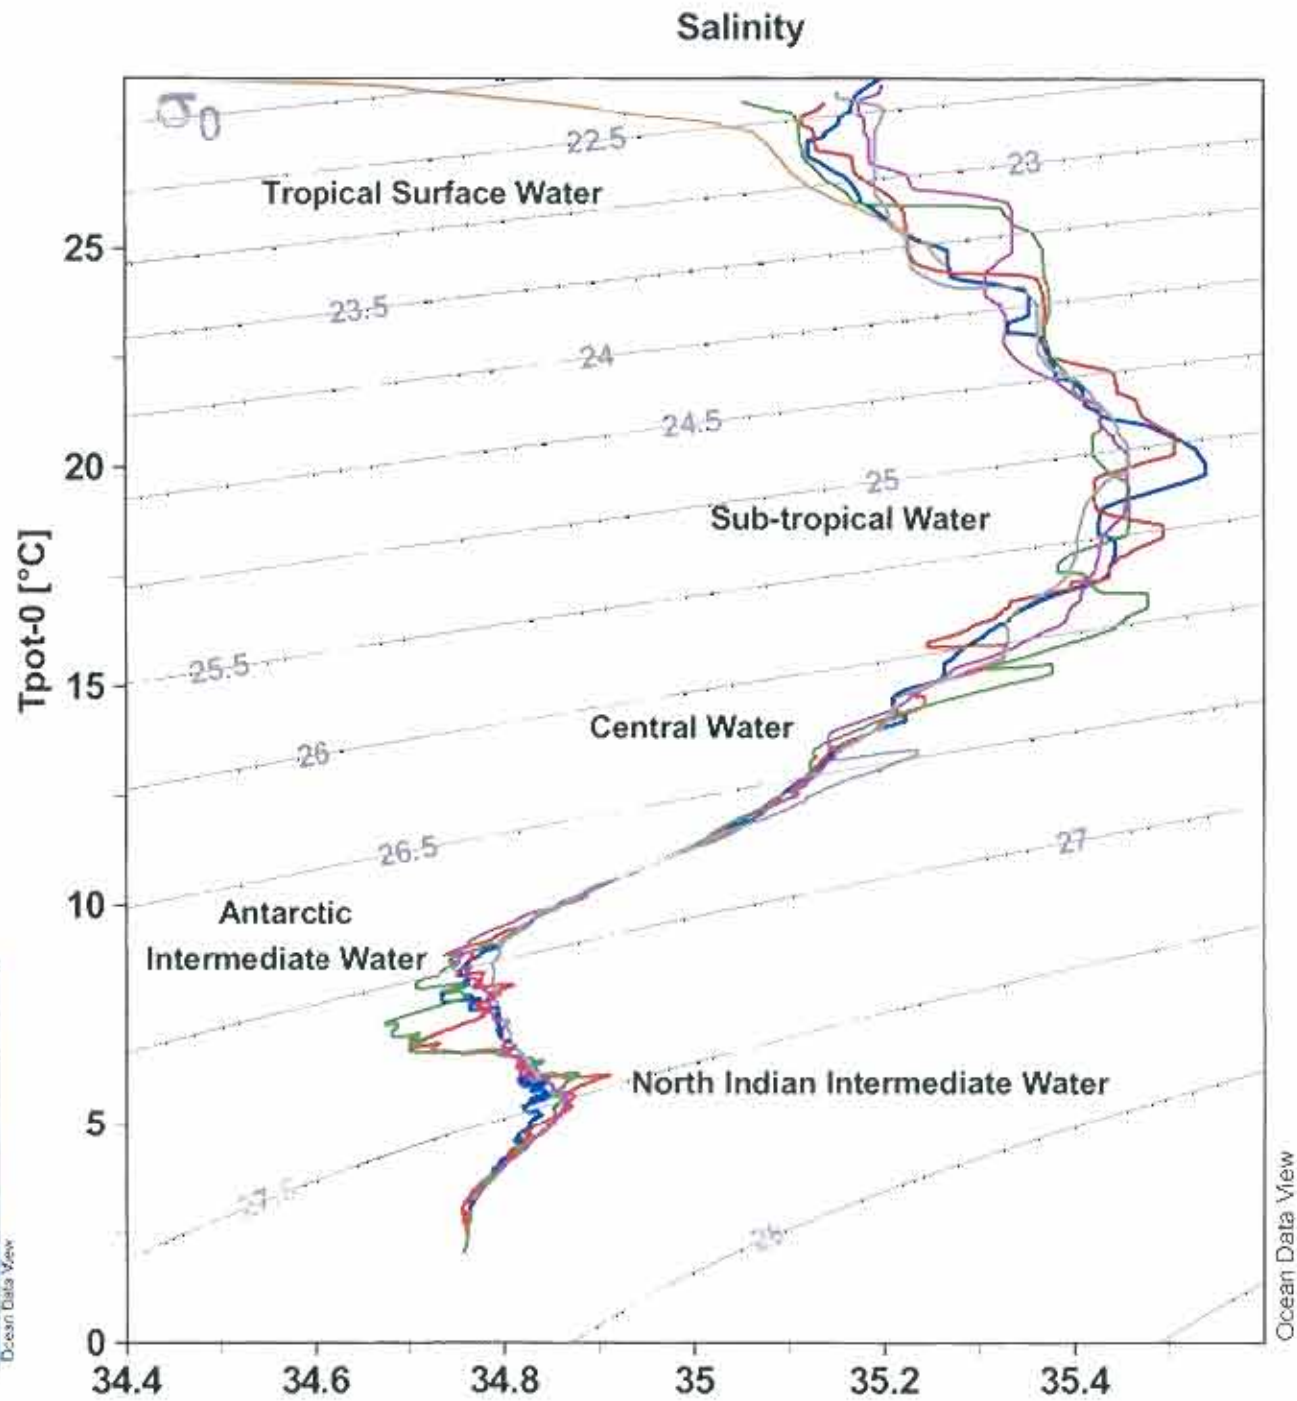 Salinity
σ0
22.5
23
Tropical Surface Water
25
23.5
24
24.5
20
25
Sub-tropical Water
Tpot-0 [°C]
25.5
15
Central Water
26
26.5
27
10
Antarctic
Intermediate Water
North Indian Intermediate Water
5
27.5
28
Ocean Data View
Ocean Data View
0
34.4
34.6
34.8
35
35.2
35.4